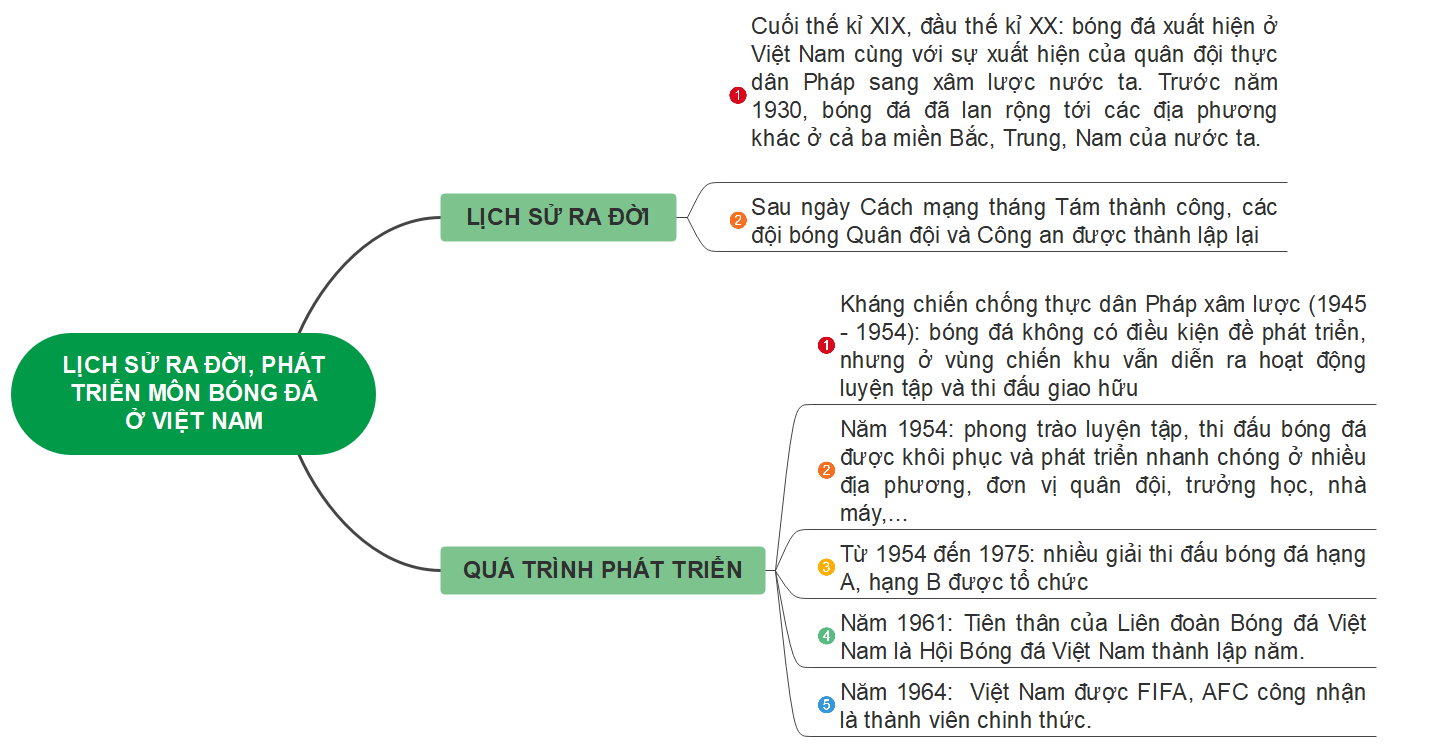 Cuối thế kỉ XIX, đầu thế kỉ XX: bóng đá xuất hiện ở
Việt Nam cùng với sự xuất hiện của quân đội thực
dân Pháp sang xâm lược nước ta. Trước năm
1930, bóng đá đã lan rộng tới các địa phương
khác ở cả ba miền Bắc, Trung, Nam của nước ta.
1
LỊCH SỬ RA ĐỜI
2
Sau ngày Cách mạng tháng Tám thành công, các
đội bóng Quân đội và Công an được thành lập lại
LỊCH SỬ RA ĐỜI, PHÁT
TRIỂN MÔN BÓNG ĐÁ
Ở VIỆT NAM
QUÁ TRÌNH PHÁT TRIỂN
1
Kháng chiến chống thực dân Pháp xâm lược (1945
- 1954): bóng đá không có điều kiện đề phát triển,
nhưng ở vùng chiến khu vẫn diễn ra hoạt động
luyện tập và thi đấu giao hữu
2
Năm 1954: phong trào luyện tập, thi đấu bóng đá
được khôi phục và phát triển nhanh chóng ở nhiều
địa phương, đơn vị quân đội, trưởng học, nhà
máy,...
3
Từ 1954 đến 1975: nhiều giải thi đấu bóng đá hạng
A, hạng B được tổ chức
4
Năm 1961: Tiên thân của Liên đoàn Bóng đá Việt
Nam là Hội Bóng đá Việt Nam thành lập năm.
5
Năm 1964:  Việt Nam được FIFA, AFC công nhận
là thành viên chinh thức.